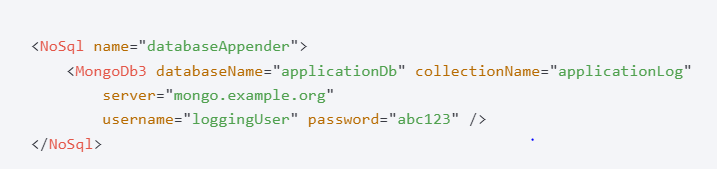 <NoSql name="databaseAppender">
<MongoDb3 databaseName="applicationDb" collectionName="applicationLog"
server="mongo.example.org"
username="loggingUser" password="abc123" />
</NoSql>